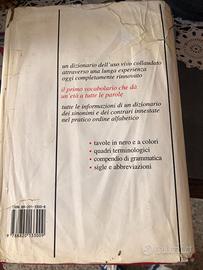 un dizionario dell'uso vivo collaudato
attraverso una lunga esperienza
oggi completamente rinnovato
il primo vocabolario che dà
un'età a tutte le parole
tutte le informazioni di un dizionario
dei sinonimi e dei contrari innestate
nel pratico ordine alfabetico
• tavole in nero e a colori
• quadri terminologici
• compendio di grammatica
• sigle e abbreviazioni